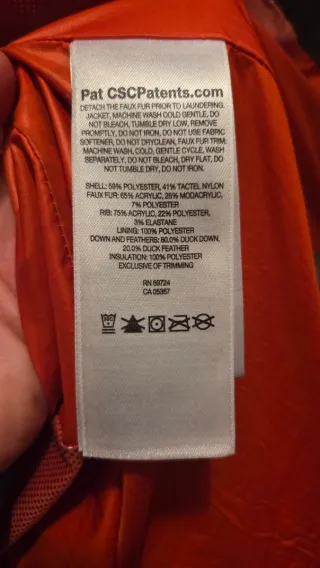 Pat CSCPatents.com
DETACH THE FAUX FUR PRIOR TO LAUNDERING.
JACKET, MACHINE WASH COLD GENTLE, DO
NOT BLEACH, TUMBLE DRY LOW, REMOVE
PROMPTLY, DO NOT IRON, DO NOT USE FABRIC
SOFTENER, DO NOT DRYCLEAN, FAUX FUR TRIM:
MACHINE WASH, COLD, GENTLE CYCLE, WASH
SEPARATELY, DO NOT BLEACH, DRY FLAT, DO
NOT TUMBLE DRY, DO NOT IRON.
SHELL: 59% POLYESTER, 41% TACTEL NYLON
FAUX FUR: 65% ACRYLIC, 28% MODACRYLIC,
7% POLYESTER
RIB: 75% ACRYLIC, 22% POLYESTER,
3% ELASTANE
LINING: 100% POLYESTER
DOWN AND FEATHERS: 80.0% DUCK DOWN,
20.0% DUCK FEATHER
INSULATION: 100% POLYESTER
EXCLUSIVE OF TRIMMING
RN 69724
CA 05367